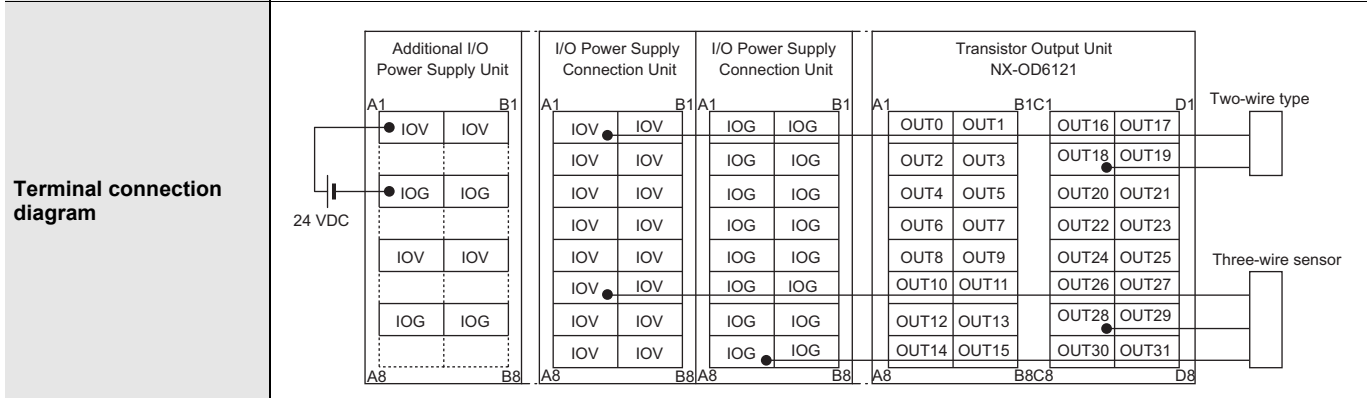 Terminal connection
diagram
Additional I/O
Power Supply Unit
I/O Power Supply
Connection Unit
I/O Power Supply
Connection Unit
Transistor Output Unit
NX-OD6121
A1 B1 A1 B1 A1 B1 A1 B1 C1 D1
Two-wire type
IOV IOV IOV IOV IOG IOG OUT0 OUT1 OUT16 OUT17
IOV IOV IOG IOG OUT2 OUT3 OUT18 OUT19
IOG IOG IOV IOV IOG IOG OUT4 OUT5 OUT20 OUT21
24 VDC
IOV IOV IOG IOG OUT6 OUT7 OUT22 OUT23
IOV IOV IOV IOV IOG IOG OUT8 OUT9 OUT24 OUT25
Three-wire sensor
IOV IOV IOG IOG OUT10 OUT11 OUT26 OUT27
IOG IOG IOV IOV IOG IOG OUT12 OUT13 OUT28 OUT29
IOV IOV IOG IOG OUT14 OUT15 OUT30 OUT31
A8 B8 A8 B8 A8 B8 A8 B8 C8 D8